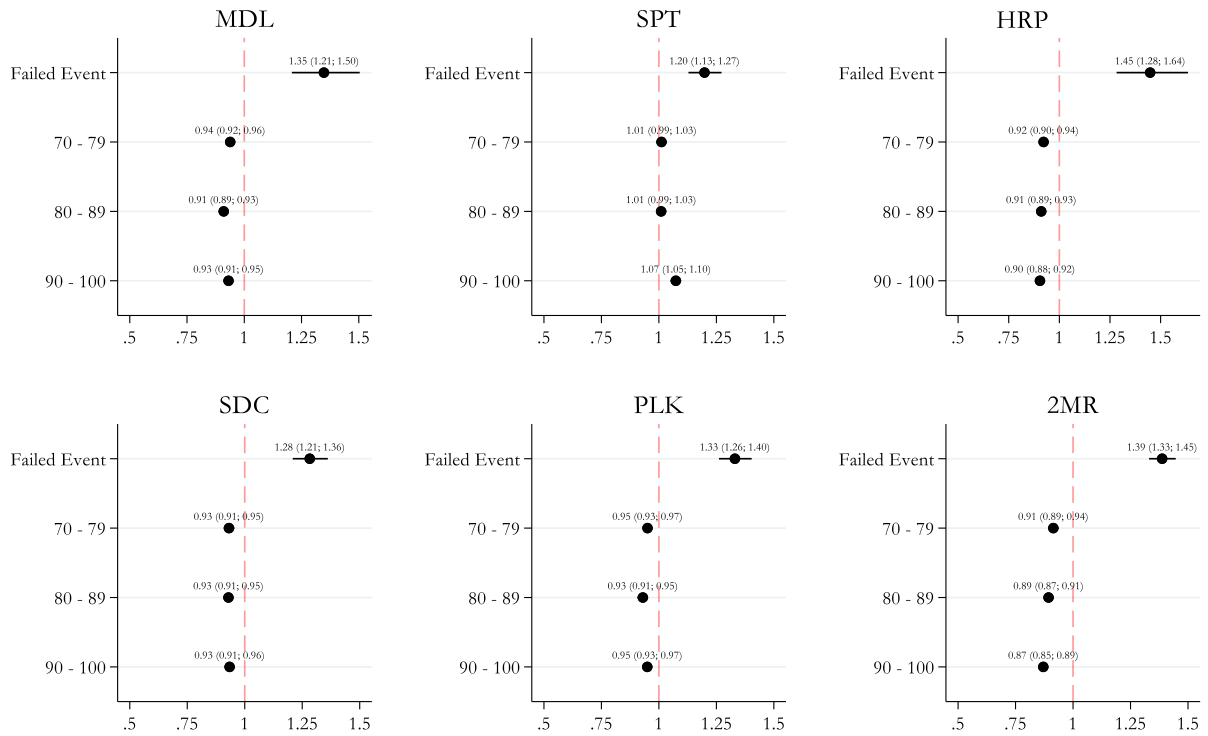 MDL
Failed Event
1.35 (1.21; 1.50)
70 - 79
0.94 (0.92; 0.96)
80 - 89
0.91 (0.89; 0.93)
90 - 100
0.93 (0.91; 0.95)
.5 .75 1 1.25 1.5
SPT
Failed Event
1.20 (1.13; 1.27)
70 - 79
1.01 (0.99; 1.03)
80 - 89
1.01 (0.99; 1.03)
90 - 100
1.07 (1.05; 1.10)
.5 .75 1 1.25 1.5
HRP
Failed Event
1.45 (1.28; 1.64)
70 - 79
0.92 (0.90; 0.94)
80 - 89
0.91 (0.89; 0.93)
90 - 100
0.90 (0.88; 0.92)
.5 .75 1 1.25 1.5
SDC
Failed Event
1.28 (1.21; 1.36)
70 - 79
0.93 (0.91; 0.95)
80 - 89
0.93 (0.91; 0.95)
90 - 100
0.93 (0.91; 0.96)
.5 .75 1 1.25 1.5
PLK
Failed Event
1.33 (1.26; 1.40)
70 - 79
0.95 (0.93; 0.97)
80 - 89
0.93 (0.91; 0.95)
90 - 100
0.95 (0.93; 0.97)
.5 .75 1 1.25 1.5
2MR
Failed Event
1.39 (1.33; 1.45)
70 - 79
0.91 (0.89; 0.94)
80 - 89
0.89 (0.87; 0.91)
90 - 100
0.87 (0.85; 0.89)
.5 .75 1 1.25 1.5